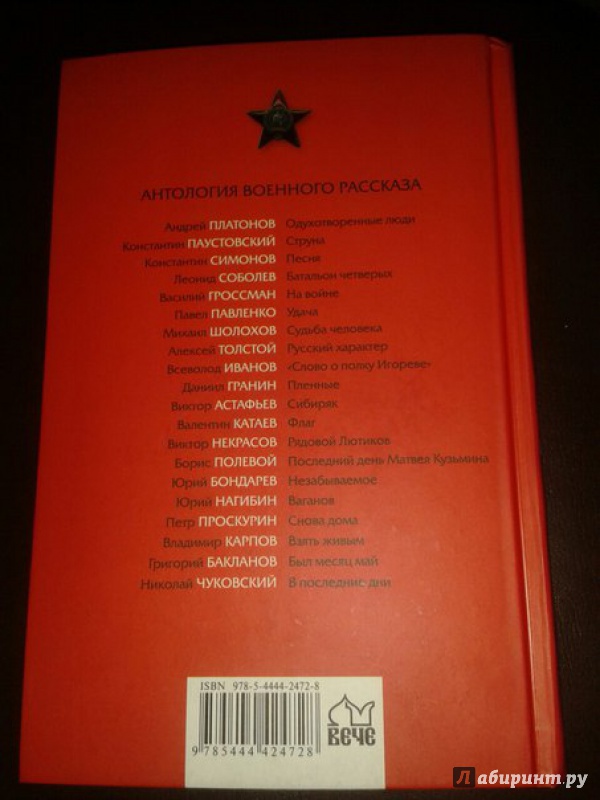 АНТОЛОГИЯ ВОЕННОГО РАССКАЗА
Андрей ПЛАТОНОВ Одухотворенные люди
Константин ПАУСТОВСКИЙ Струна
Константин СИМОНОВ Песня
Леонид СОБОЛЕВ Батальон четверых
Василий ГРОССМАН На войне
Павел ПАВЛЕНКО Удача
Михаил ШОЛОХОВ Судьба человека
Алексей ТОЛСТОЙ Русский характер
Всеволод ИВАНОВ «Слово о полку Игореве»
Даниил ГРАНИН Пленные
Виктор АСТАФЬЕВ Сибиряк
Валентин КАТАЕВ Флаг
Виктор НЕКРАСОВ Рядовой Лютиков
Борис ПОЛЕВОЙ Последний день Матвея Кузьмина
Юрий БОНДАРЕВ Незабываемое
Юрий НАГИБИН Ваганов
Петр ПРОСКУРИН Снова дома
Владимир КАРПОВ Взять живым
Григорий БАКЛАНОВ Был месяц май
Николай ЧУКОВСКИЙ В последние дни
ISBN 978-5-4444-2472-8
9 785444 424728
ВЕЧЕ
Лабиринт.ру